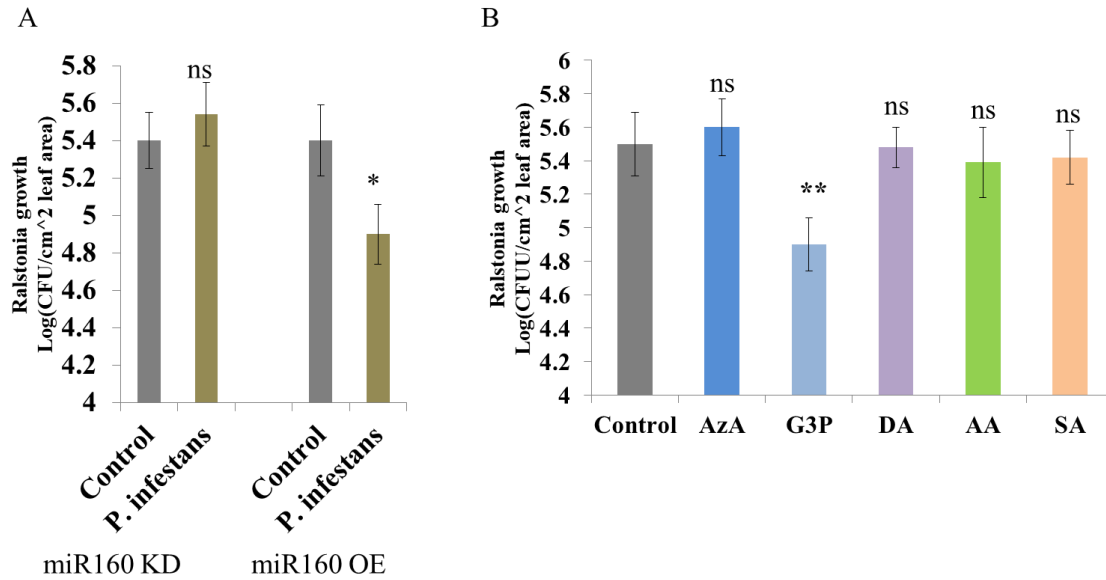 A
Ralstonia growth
Log(CFU/cm^2 leaf area)
5.8
5.6
5.4
5.2
5
4.8
4.6
4.4
4.2
4
ns
*
Control
P. infestans
Control
P. infestans
miR160 KD
miR160 OE
B
Ralstonia growth
Log(CFUU/cm^2 leaf area)
6
5.8
5.6
5.4
5.2
5
4.8
4.6
4.4
4.2
4
ns
**
ns
ns
ns
Control
AzA
G3P
DA
AA
SA